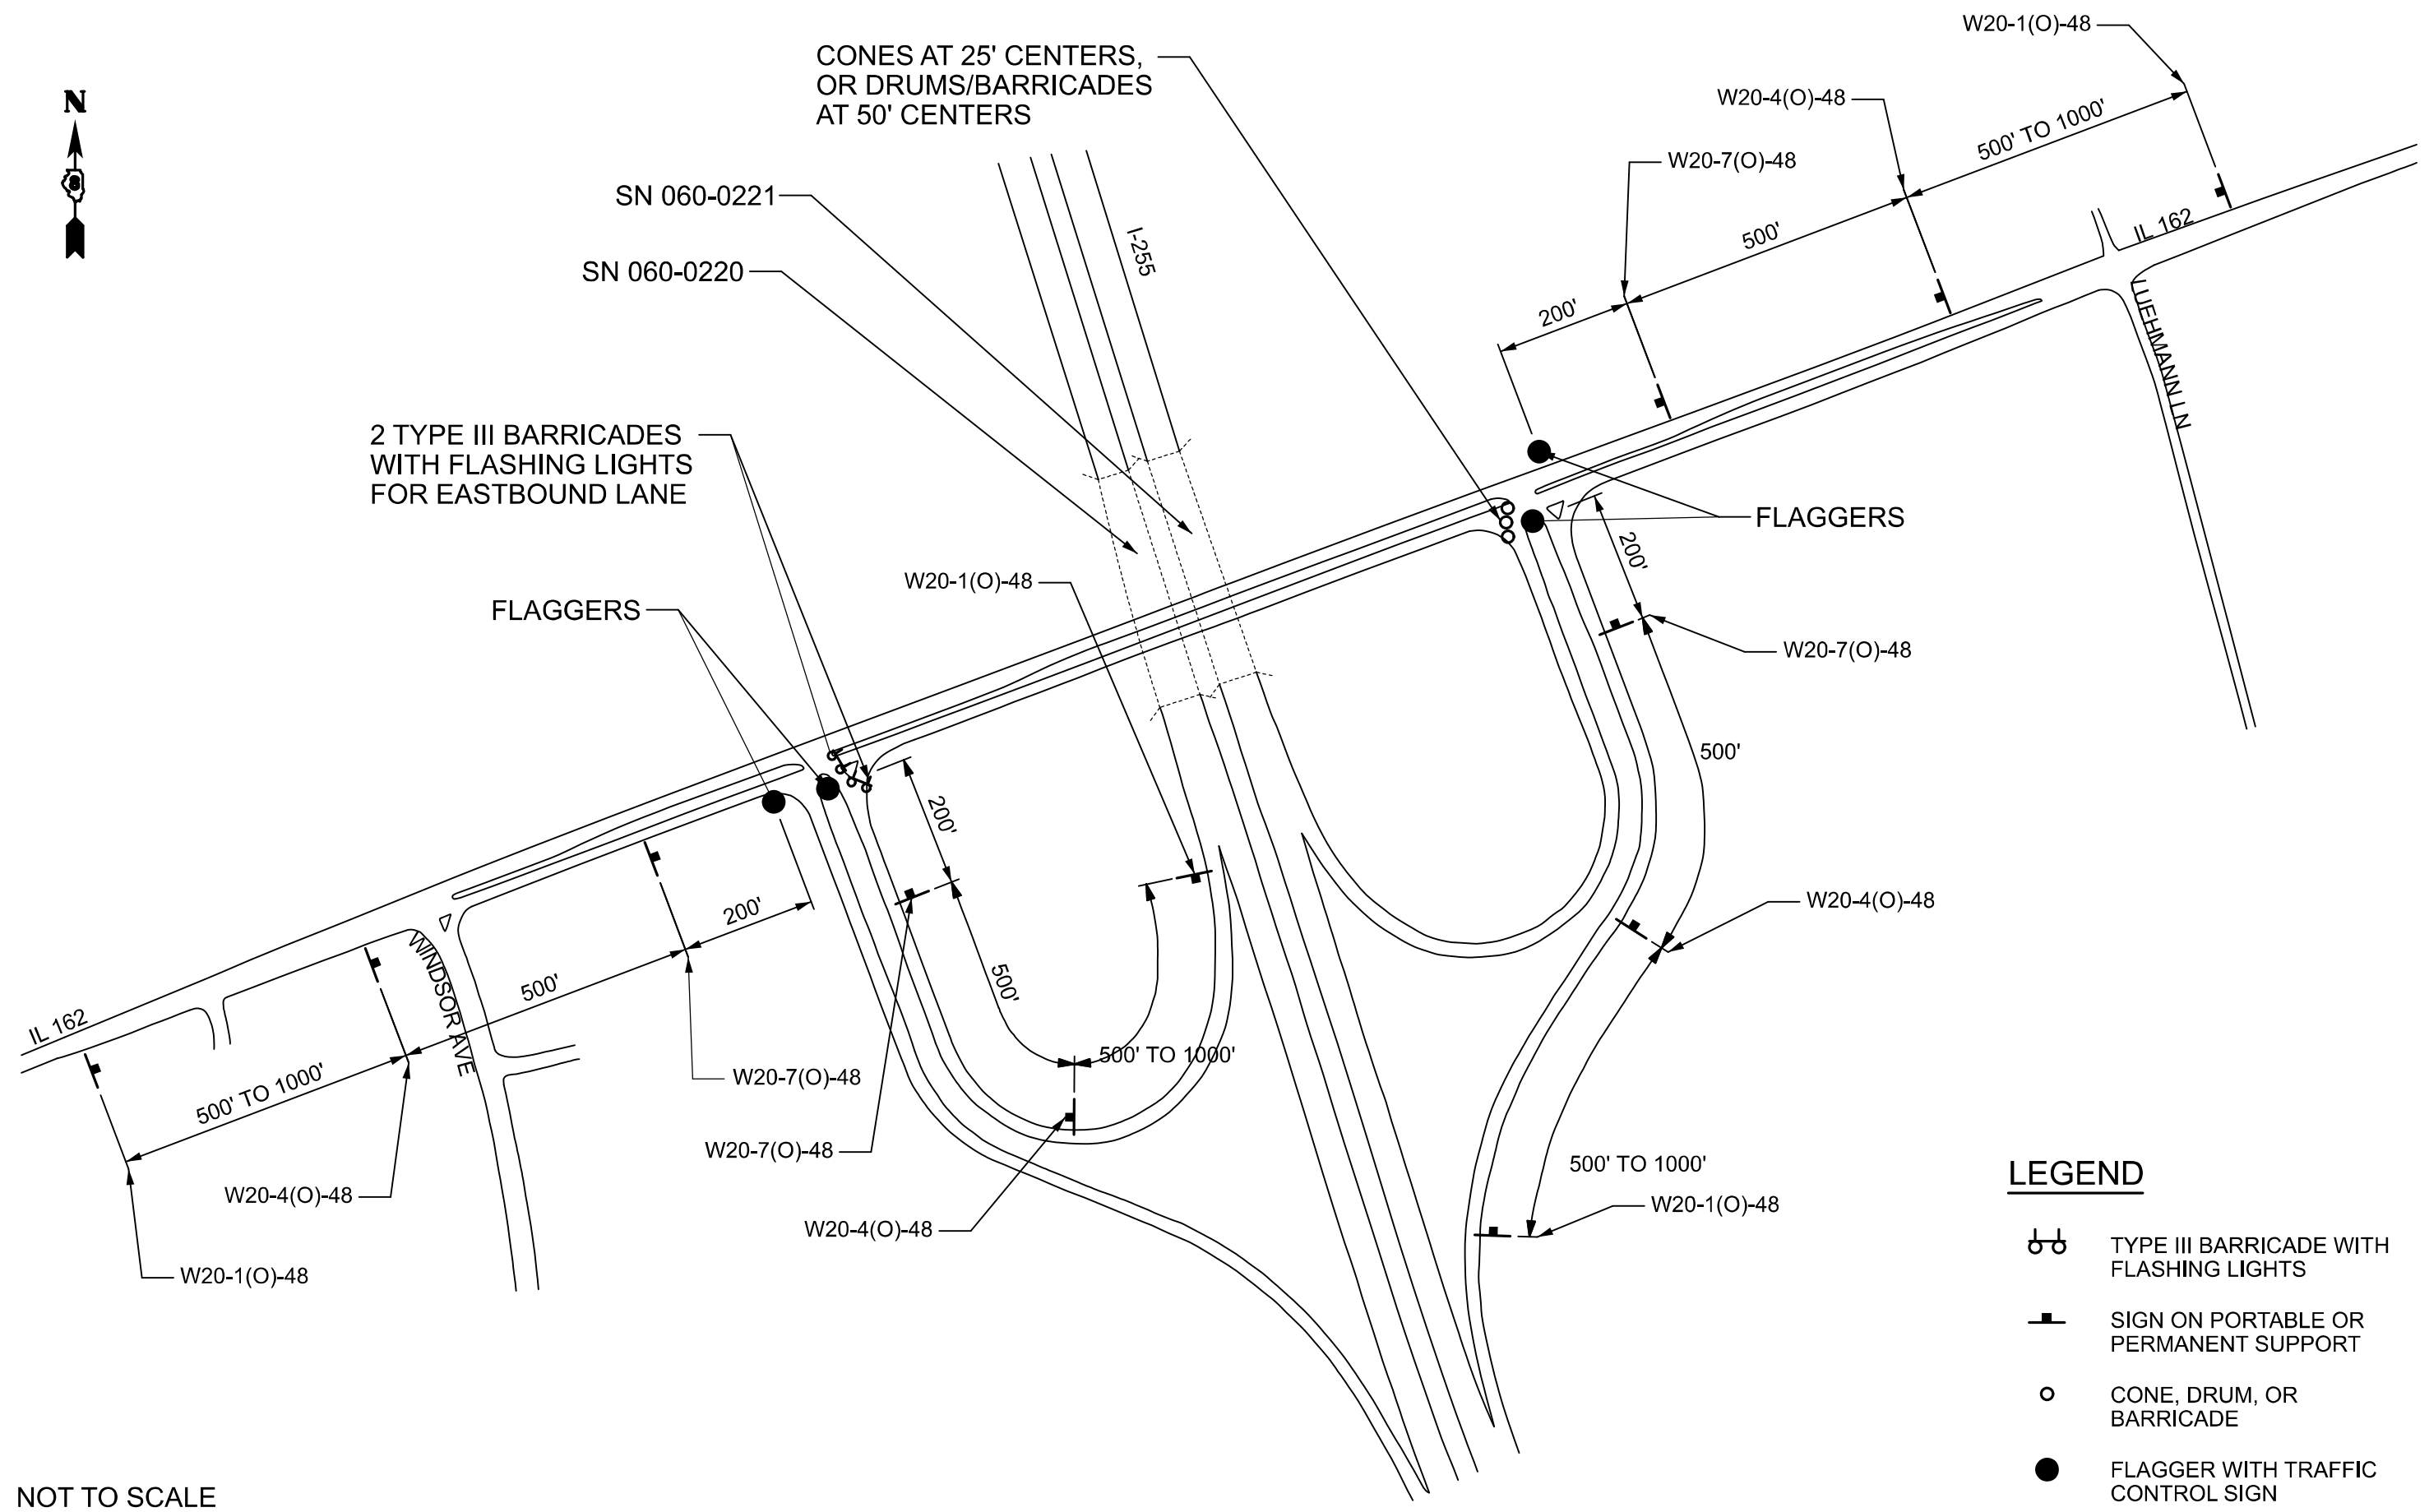 W20-1(O)-48
CONES AT 25' CENTERS,
OR DRUMS/BARRICADES
AT 50' CENTERS
N
8
W20-4(O)-48
500' TO 1000'
W20-7(O)-48
SN 060-0221
500'
IL 162
I-255
SN 060-0220
200'
LUEHMANN LN
2 TYPE III BARRICADES
WITH FLASHING LIGHTS
FOR EASTBOUND LANE
FLAGGERS
200'
W20-1(O)-48
FLAGGERS
W20-7(O)-48
500'
200'
W20-4(O)-48
200'
WINDSOR AVE
500'
500'
IL 162
500' TO 1000'
W20-7(O)-48
500' TO 1000'
W20-7(O)-48
W20-4(O)-48
W20-4(O)-48
W20-1(O)-48
500' TO 1000'
W20-1(O)-48
LEGEND
TYPE III BARRICADE WITH
FLASHING LIGHTS
SIGN ON PORTABLE OR
PERMANENT SUPPORT
CONE, DRUM, OR
BARRICADE
FLAGGER WITH TRAFFIC
CONTROL SIGN
NOT TO SCALE